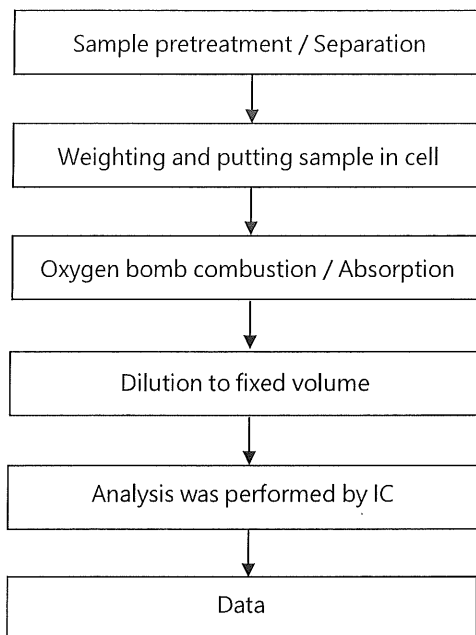 Sample pretreatment / Separation
Weighting and putting sample in cell
Oxygen bomb combustion / Absorption
Dilution to fixed volume
Analysis was performed by IC
Data